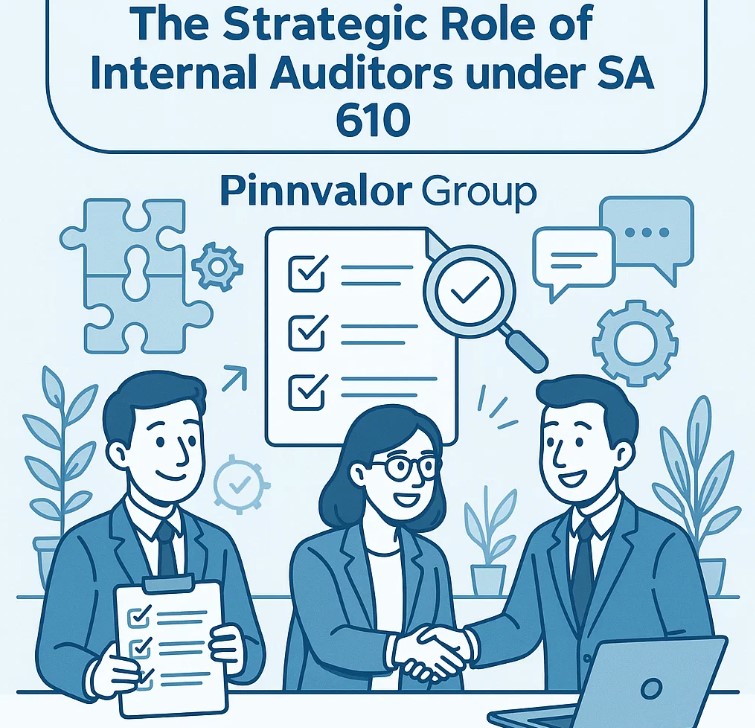 The Strategic Role of
Internal Auditors under SA
610
Pinnvalor Group